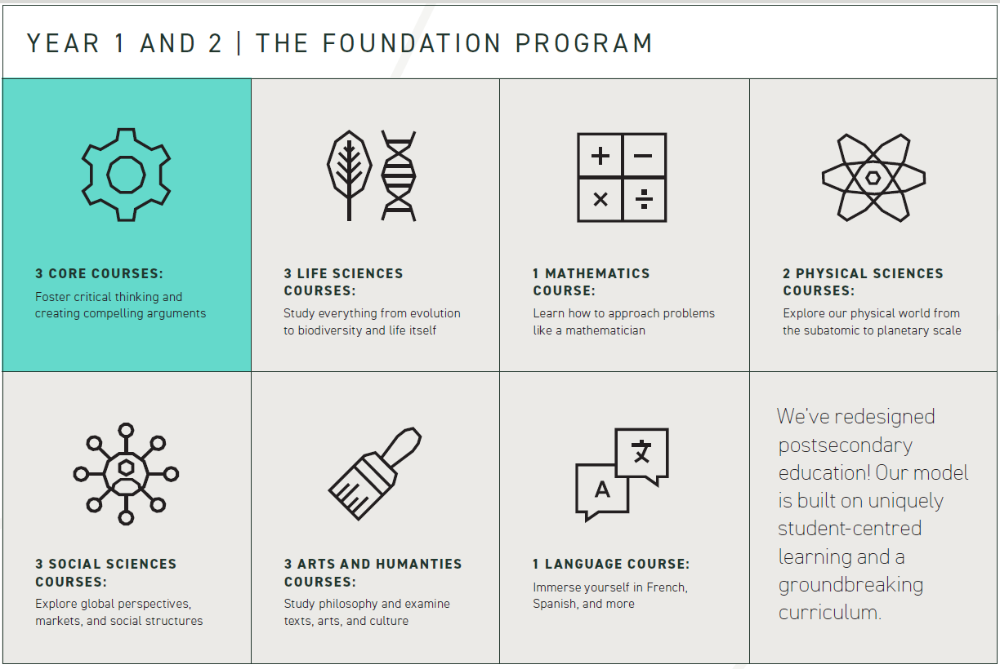 YEAR 1 AND 2 | THE FOUNDATION PROGRAM
3 CORE COURSES:
Foster critical thinking and
creating compelling arguments
3 LIFE SCIENCES
COURSES:
Study everything from evolution
to biodiversity and life itself
+ −
× ÷
1 MATHEMATICS
COURSE:
Learn how to approach problems
like a mathematician
2 PHYSICAL SCIENCES
COURSES:
Explore our physical world from
the subatomic to planetary scale
3 SOCIAL SCIENCES
COURSES:
Explore global perspectives,
markets, and social structures
3 ARTS AND HUMANITIES
COURSES:
Study philosophy and examine
texts, arts, and culture
文
A
1 LANGUAGE COURSE:
Immerse yourself in French,
Spanish, and more
We've redesigned
postsecondary
education! Our model
is built on uniquely
student-centred
learning and a
groundbreaking
curriculum.